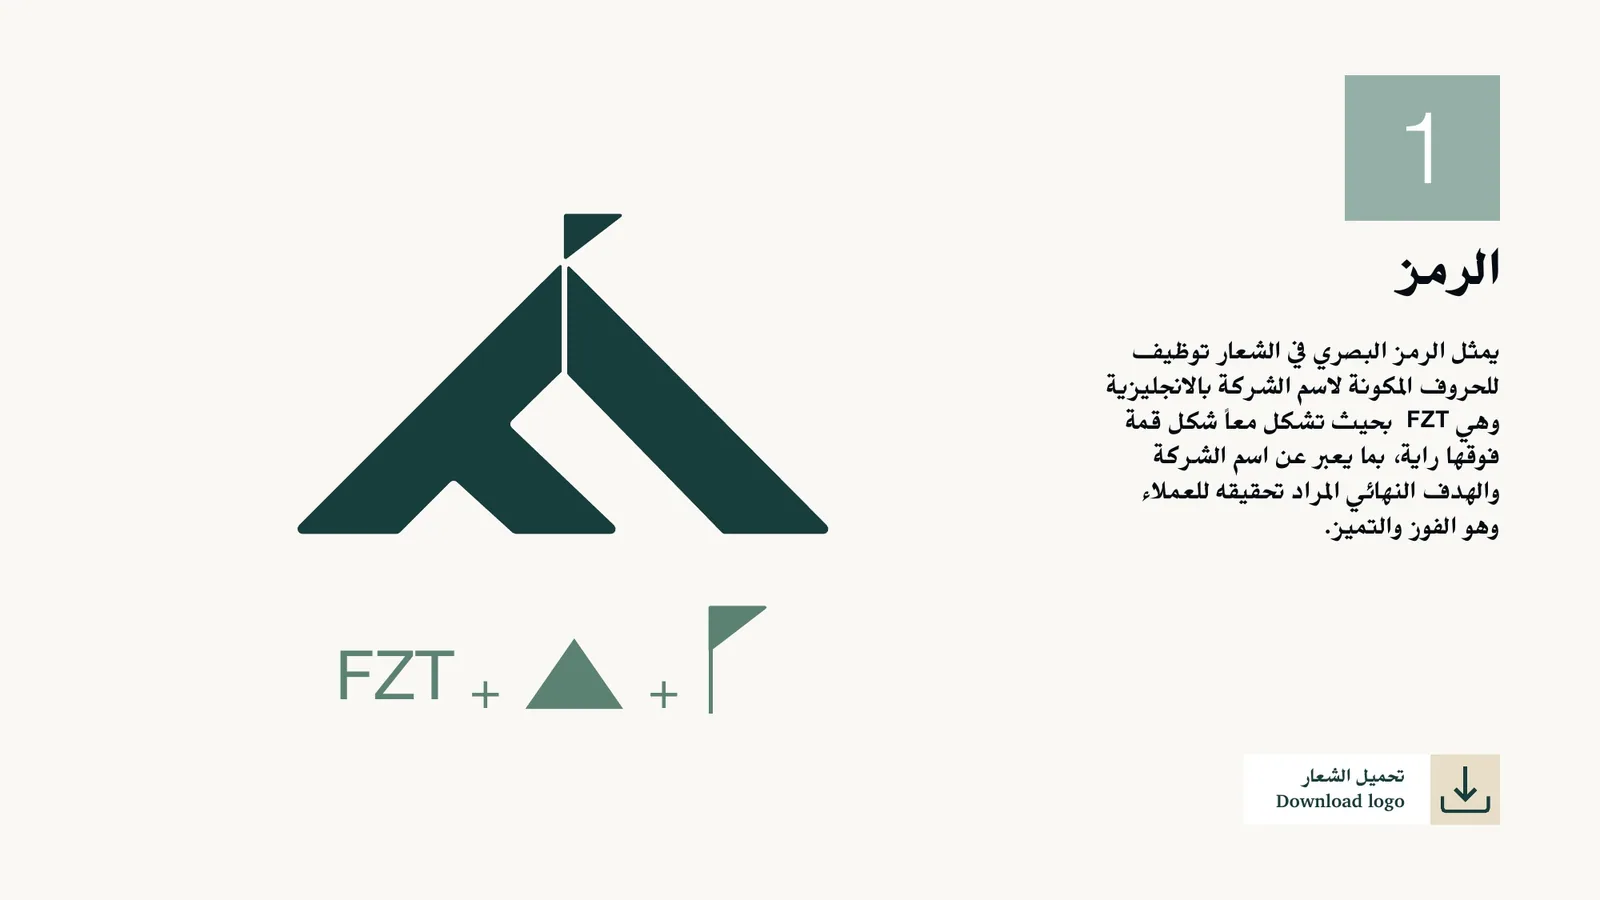 1
الرمز
يمثل الرمز البصري في الشعار توظيف
للحروف المكونة لاسم الشركة بالانجليزية
وهي FZT بحيث تشكل معاً شكل قمة
فوقها راية، بما يعبر عن اسم الشركة
والهدف النهائي المراد تحقيقه للعملاء
وهو الفوز والتميز.
FZT + +
تحميل الشعار
Download logo